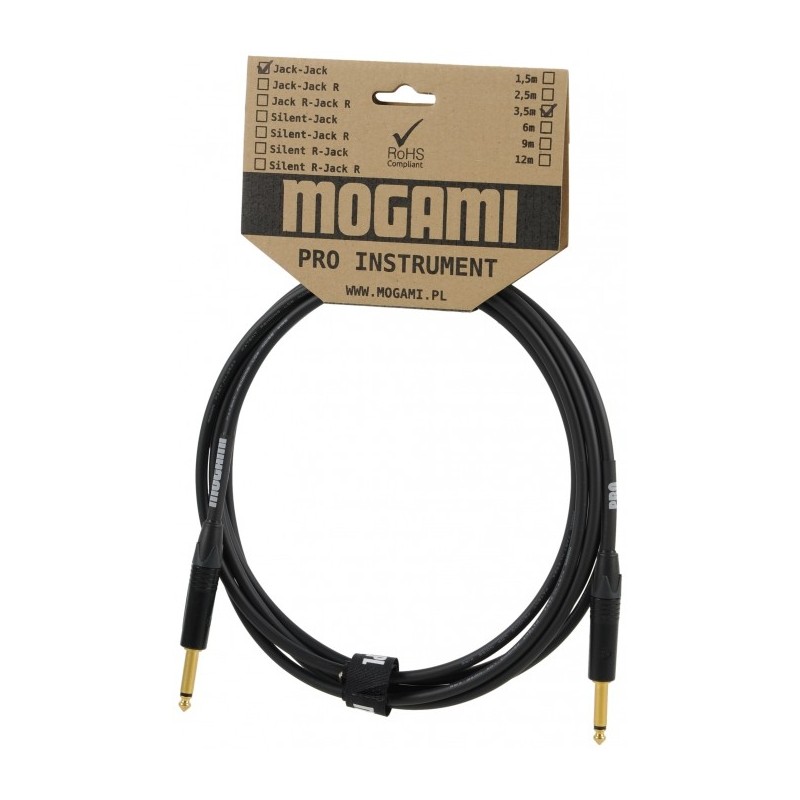 Jack-Jack
Jack-Jack R
Jack R-Jack R
Silent-Jack
Silent-Jack R
Silent R-Jack
Silent R-Jack R
1,5m
2,5m
3,5m
6m
9m
12m
RoHS
Compliant
MOGAMI
PRO INSTRUMENT
WWW.MOGAMI.PL
MOGAMI
PRO
PL